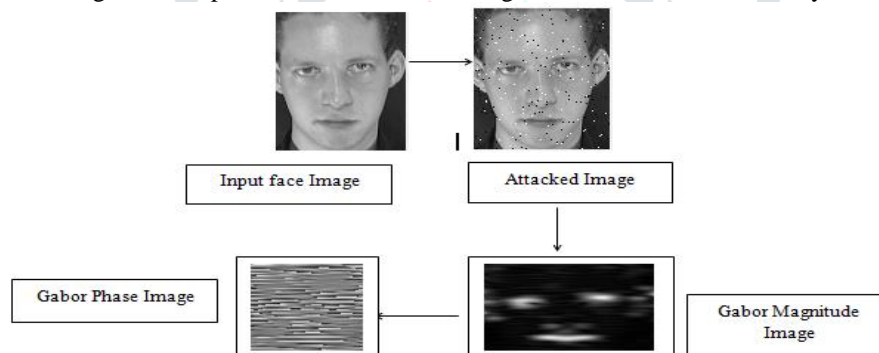 Input face Image
Attacked Image
Gabor Phase Image
Gabor Magnitude
Image